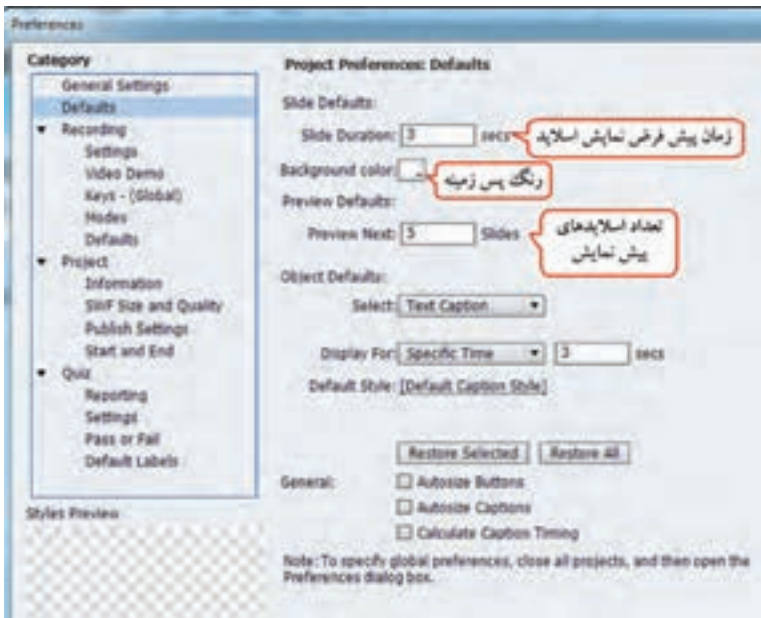 Preferences
Category
General Settings
Defaults
Recording
Settings
Video Demo
Keys - (Global)
Modes
Defaults
Project
Information
SWF Size and Quality
Publish Settings
Start and End
Quiz
Reporting
Settings
Pass or Fail
Default Labels
Styles Preview
Project Preferences: Defaults
Slide Defaults:
Slide Duration: 3 secs
زمان پیش فرض نمایش اسلاید
Background color:
رنگ پس زمینه
Preview Defaults:
Preview Next: 5 Slides
تعداد اسلایدهای
پیش نمایش
Object Defaults:
Select: Text Caption
Display For: Specific Time 3 secs
Default Style: [Default Caption Style]
Restore Selected Restore All
General: Autosize Buttons
Autosize Captions
Calculate Caption Timing
Note: To specify global preferences, close all projects, and then open the
Preferences dialog box.